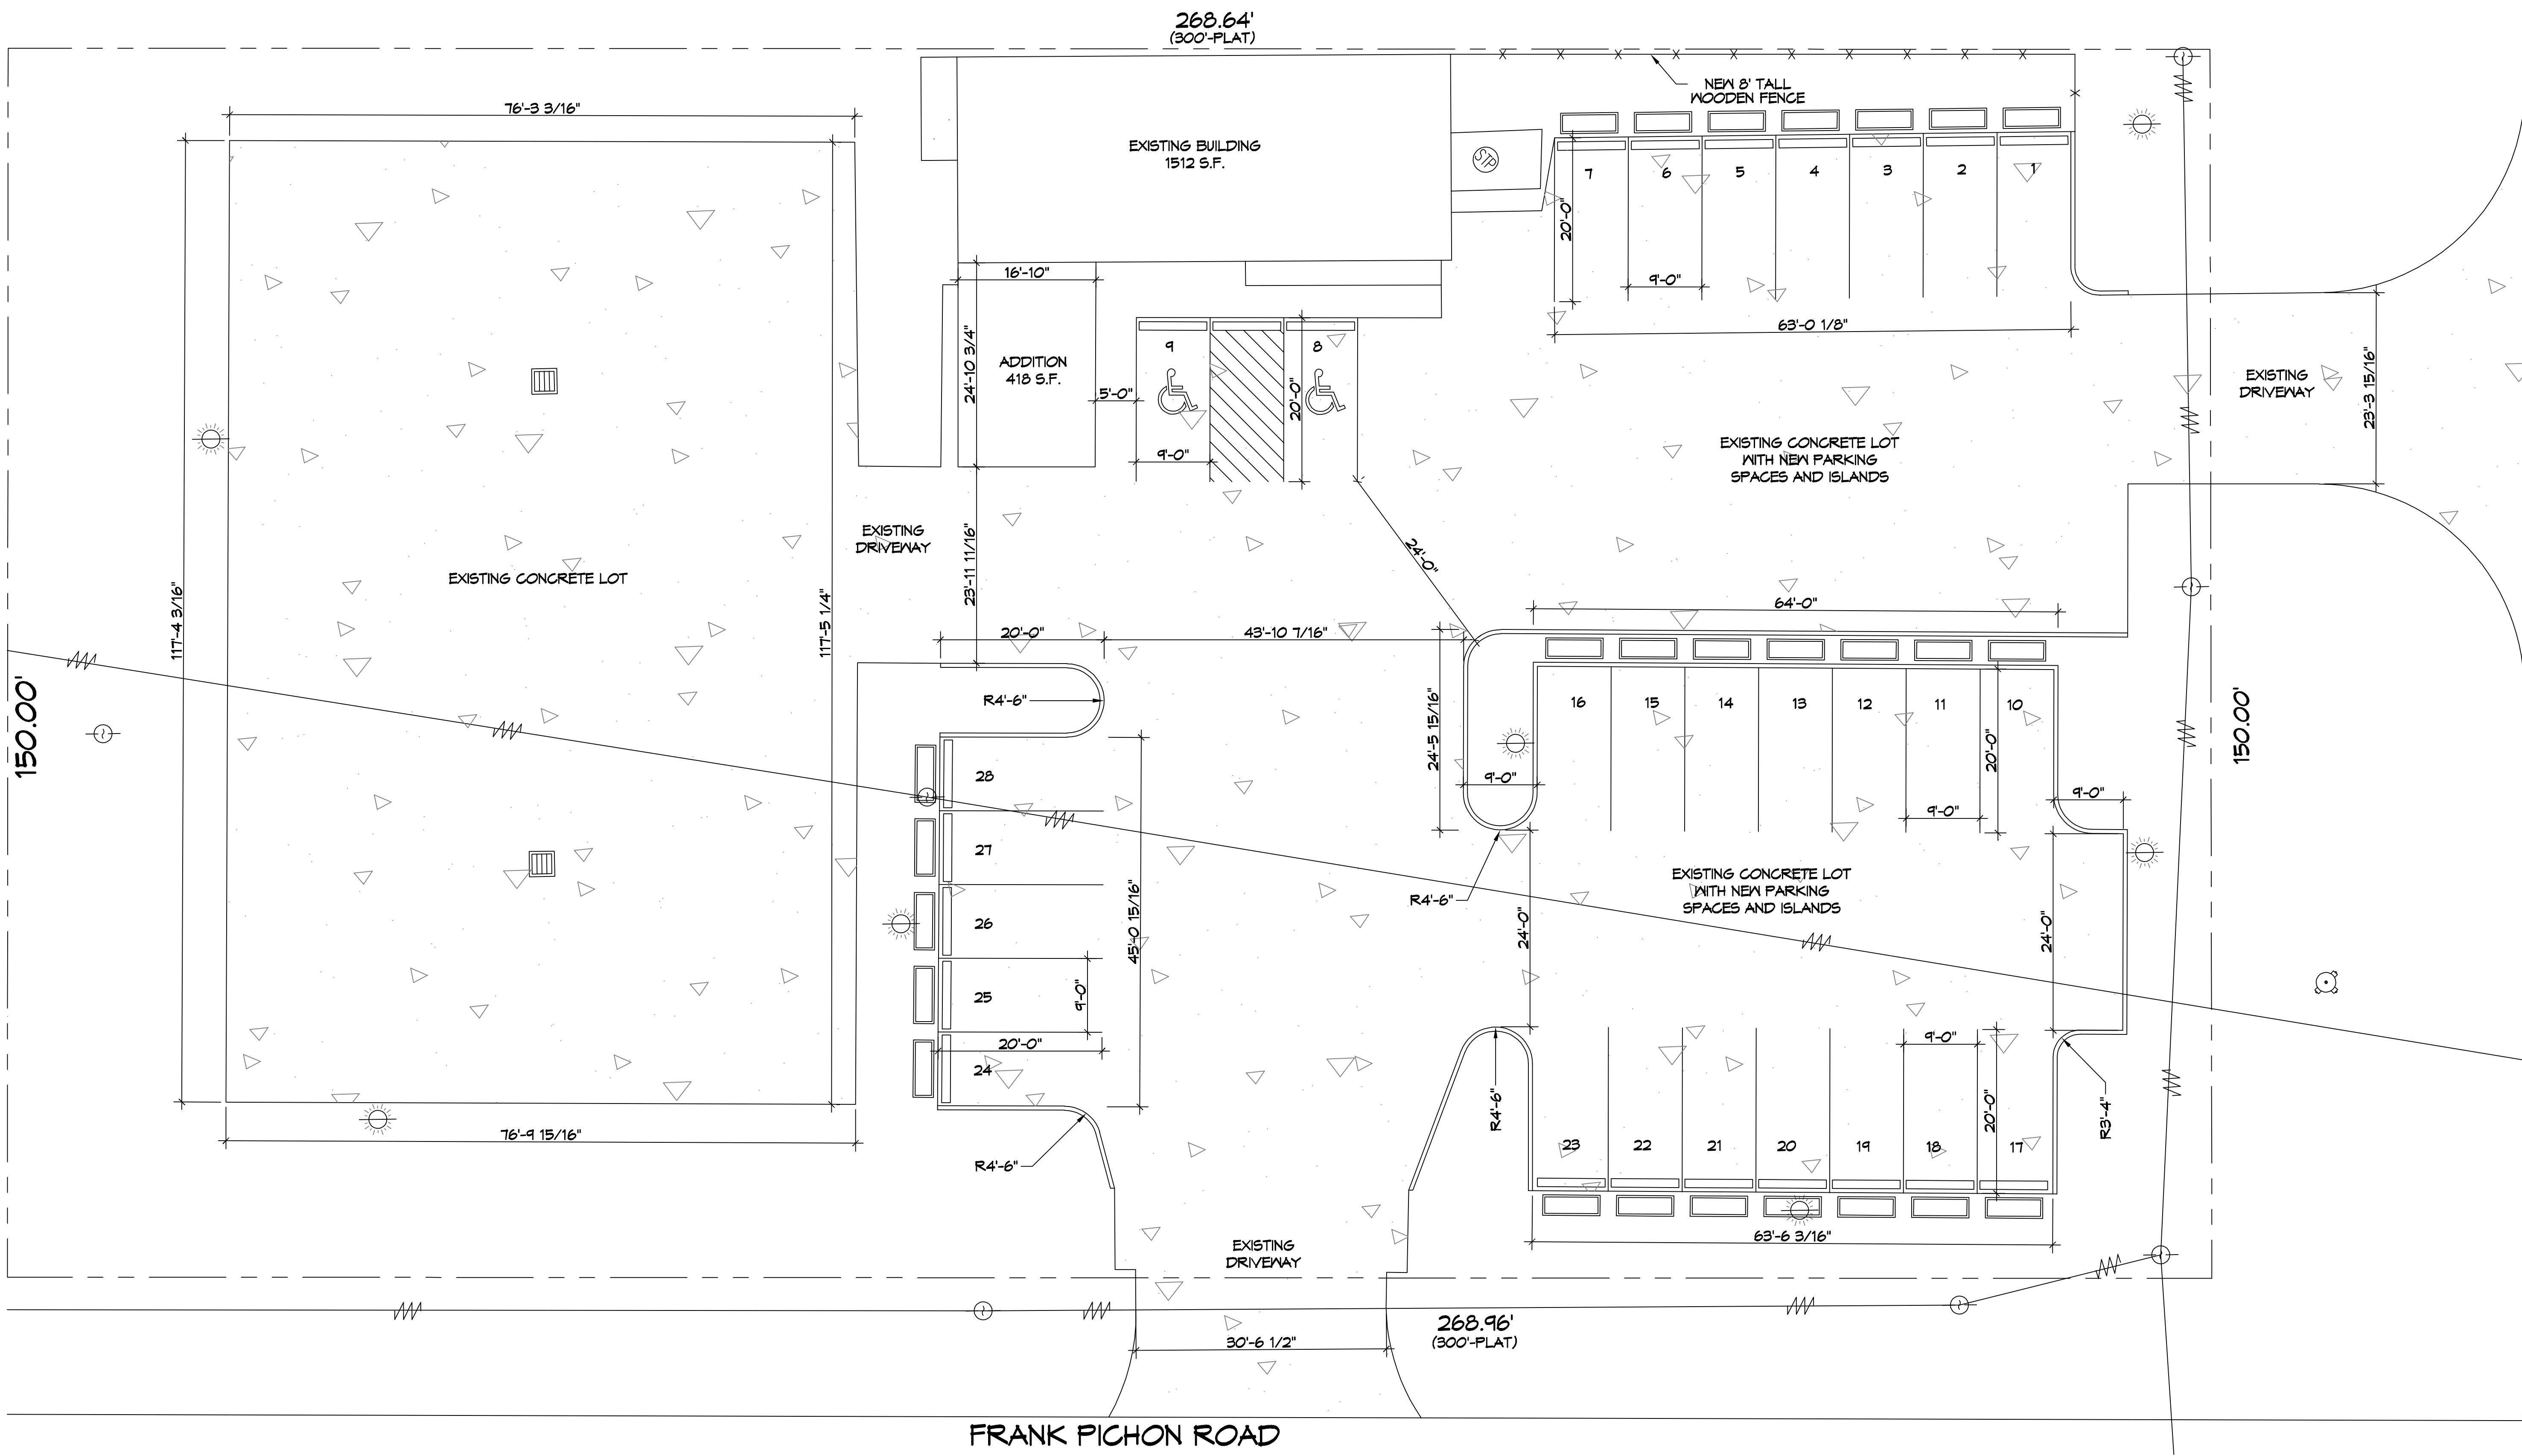 268.64'
(300'-PLAT)
NEW 8' TALL
WOODEN FENCE
76'-3 3/16"
EXISTING BUILDING
1512 S.F.
STP
7
6
5
4
3
2
1
20'-0"
9'-0"
63'-0 1/8"
16'-10"
24'-10 3/4"
ADDITION
418 S.F.
5'-0"
9
8
9'-0"
20'-0"
EXISTING
DRIVEWAY
23'-3 15/16"
EXISTING CONCRETE LOT
WITH NEW PARKING
SPACES AND ISLANDS
EXISTING
DRIVEWAY
23'-11 11/16"
24'-0"
EXISTING CONCRETE LOT
117'-4 3/16"
117'-5 1/4"
64'-0"
20'-0"
43'-10 7/16"
150.00'
R4'-6"
24'-5 15/16"
16
15
14
13
12
11
10
20'-0"
150.00'
9'-0"
9'-0"
9'-0"
28
27
26
25
24
45'-0 15/16"
9'-0"
20'-0"
R4'-6"
EXISTING CONCRETE LOT
WITH NEW PARKING
SPACES AND ISLANDS
24'-0"
24'-0"
9'-0"
R4'-6"
20'-0"
R3'-4"
23
22
21
20
19
18
17
76'-9 15/16"
R4'-6"
63'-6 3/16"
EXISTING
DRIVEWAY
268.96'
(300'-PLAT)
30'-6 1/2"
FRANK PICHON ROAD